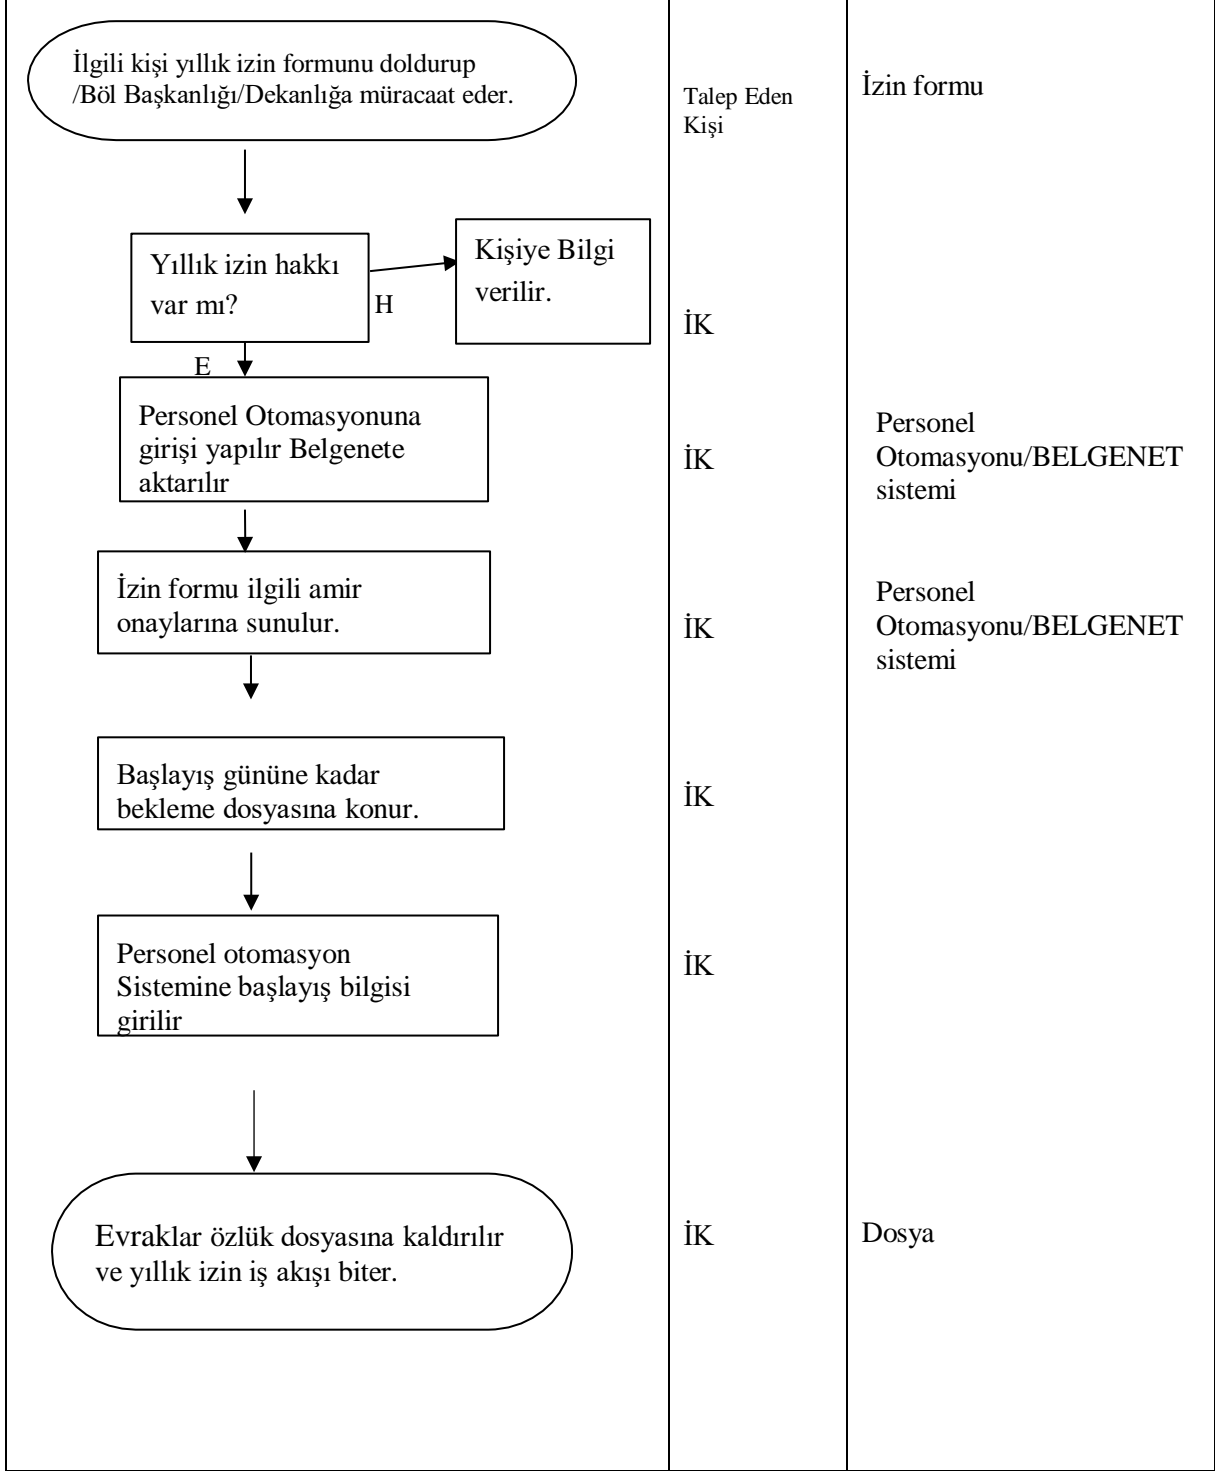 İlgili kişi yıllık izin formunu doldurup
/Böl Başkanlığı/Dekanlığa müracaat eder.
Talep Eden
Kişi
İzin formu
Yıllık izin hakkı
var mı?
H
Kişiye Bilgi
verilir.
İK
E
Personel Otomasyonuna
girişi yapılır Belgenete
aktarılır
İK
Personel
Otomasyonu/BELGENET
sistemi
İzin formu ilgili amir
onaylarına sunulur.
İK
Personel
Otomasyonu/BELGENET
sistemi
Başlayış gününe kadar
bekleme dosyasına konur.
İK
Personel otomasyon
Sistemine başlayış bilgisi
girilir
İK
Evraklar özlük dosyasına kaldırılır
ve yıllık izin iş akışı biter.
İK
Dosya